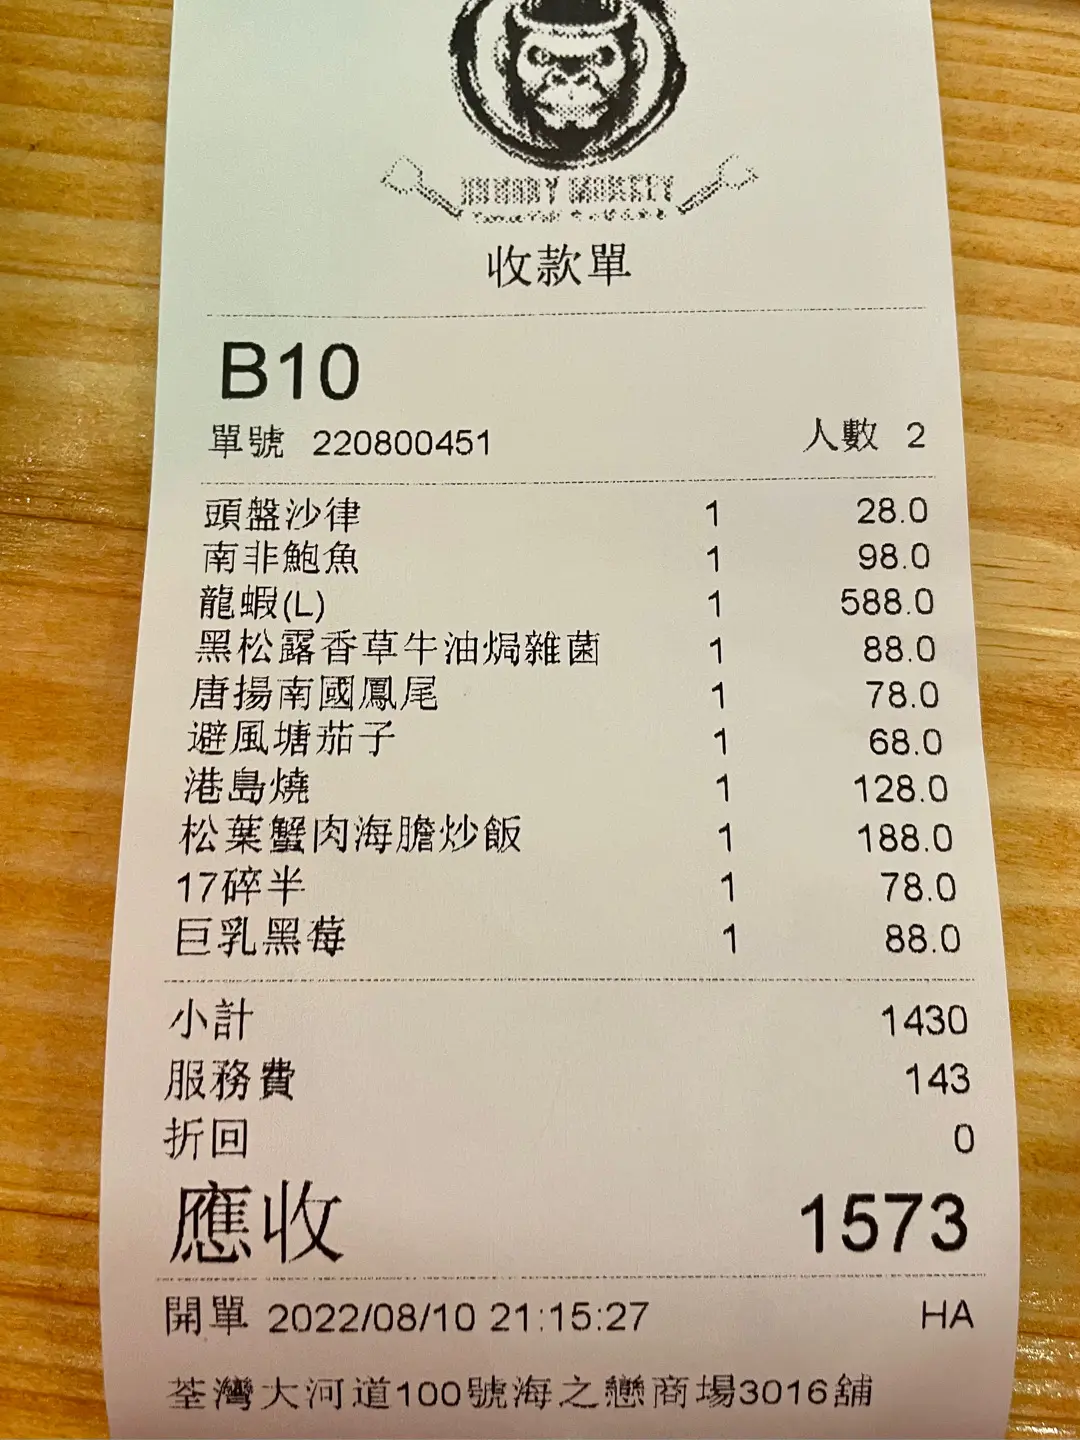 收款單
B10
單號 220800451 人數 2
頭盤沙律 1 28.0
南非鮑魚 1 98.0
龍蝦(L) 1 588.0
黑松露香草牛油焗雜菌 1 88.0
唐揚南國鳳尾 1 78.0
避風塘茄子 1 68.0
港島燒 1 128.0
松葉蟹肉海膽炒飯 1 188.0
17碎半 1 78.0
巨乳黑莓 1 88.0
小計 1430
服務費 143
折回 0
應收 1573
開單 2022/08/10 21:15:27 HA
荃灣大河道100號海之戀商場3016舖